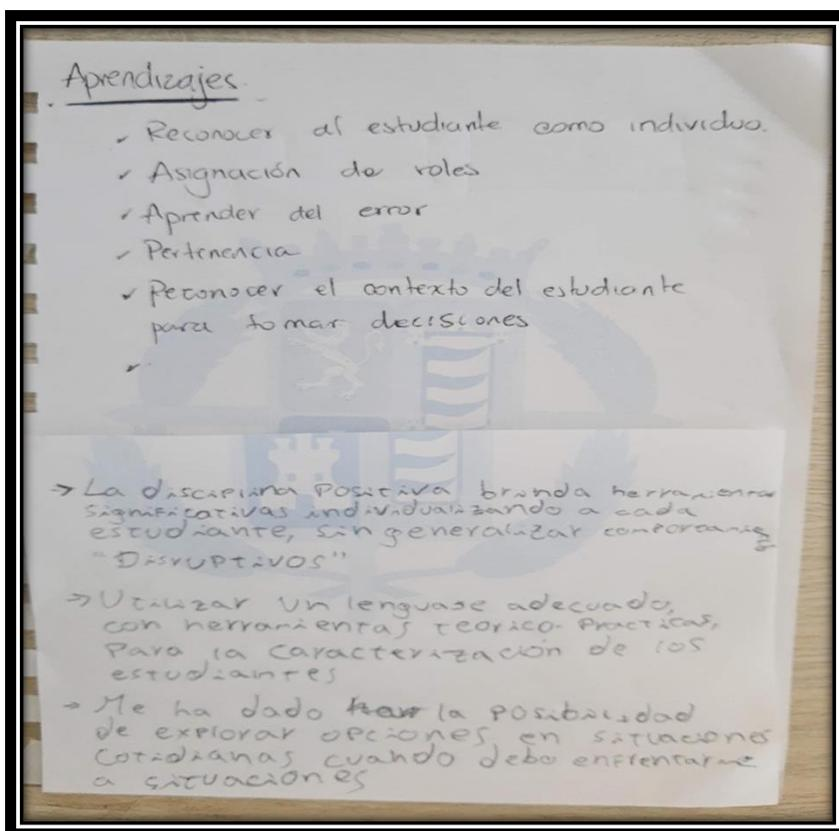 Aprendizajes.
✓ Reconocer al estudiante como individuo.
✓ Asignación de roles
✓ Aprender del error
✓ Pertenencia
✓ Reconocer el contexto del estudiante
para tomar decisiones
✓
→ La disciplina Positiva brinda herramientas
significativas individualizando a cada
estudiante, sin generalizar
"Disruptivos"
→ Utilizar un lenguaje adecuado,
con herramientas teorico-practicas,
Para la caracterización de los
estudiantes
→ Me ha dado la posibilidad
de explorar opciones en situaciones
cotidianas cuando debo enfrentarme
a situaciones